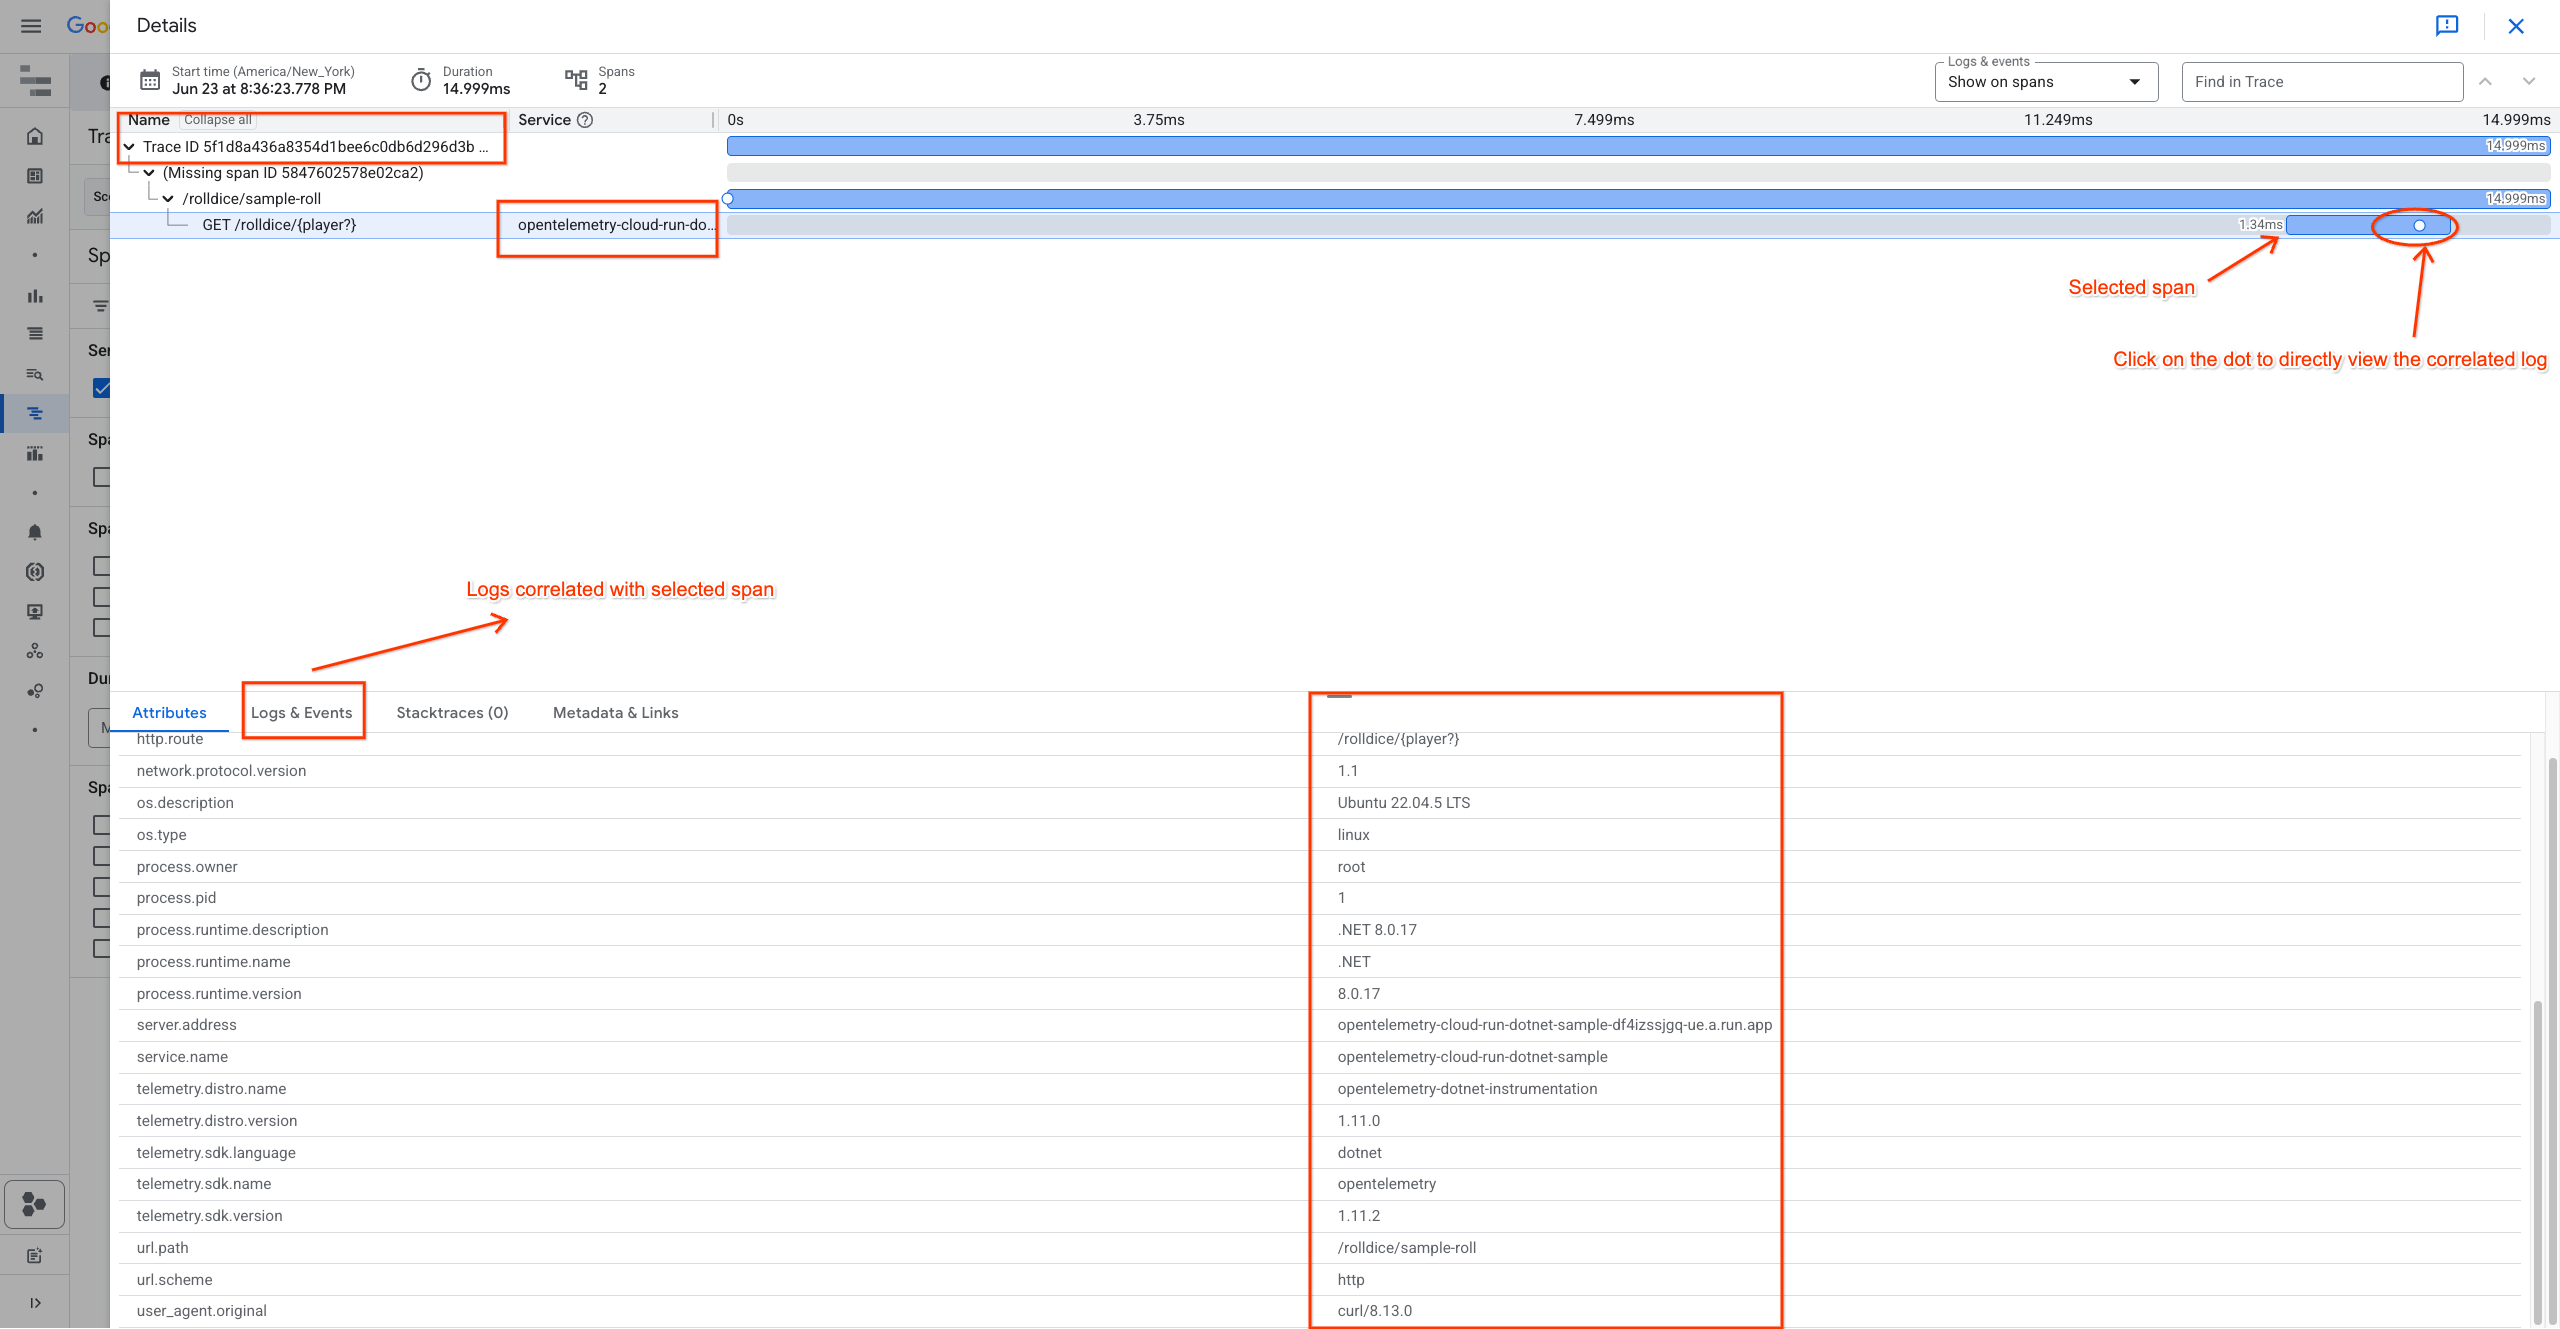 Goo
Details
Start time (America/New_York)
Jun 23 at 8:36:23.778 PM
Duration
14.999ms
Spans
2
Logs & events
Show on spans
Find in Trace
Name Collapse all Service 0s 3.75ms 7.499ms 11.249ms 14.999ms
Trace ID 5f1d8a436a8354d1bee6c0db6d296d3b ... 14.999ms
(Missing span ID 5847602578e02ca2)
/rolldice/sample-roll 14.999ms
GET /rolldice/{player?} opentelemetry-cloud-run-do... 1.34ms
Selected span
Click on the dot to directly view the correlated log
Logs correlated with selected span
Tra
Sco
Sp
Ser
Spa
Spa
Dur
M
Spa
Attributes Logs & Events Stacktraces (0) Metadata & Links
http.route /rolldice/{player?}
network.protocol.version 1.1
os.description Ubuntu 22.04.5 LTS
os.type linux
process.owner root
process.pid 1
process.runtime.description .NET 8.0.17
process.runtime.name .NET
process.runtime.version 8.0.17
server.address opentelemetry-cloud-run-dotnet-sample-df4izssjgq-ue.a.run.app
service.name opentelemetry-cloud-run-dotnet-sample
telemetry.distro.name opentelemetry-dotnet-instrumentation
telemetry.distro.version 1.11.0
telemetry.sdk.language dotnet
telemetry.sdk.name opentelemetry
telemetry.sdk.version 1.11.2
url.path /rolldice/sample-roll
url.scheme http
user_agent.original curl/8.13.0